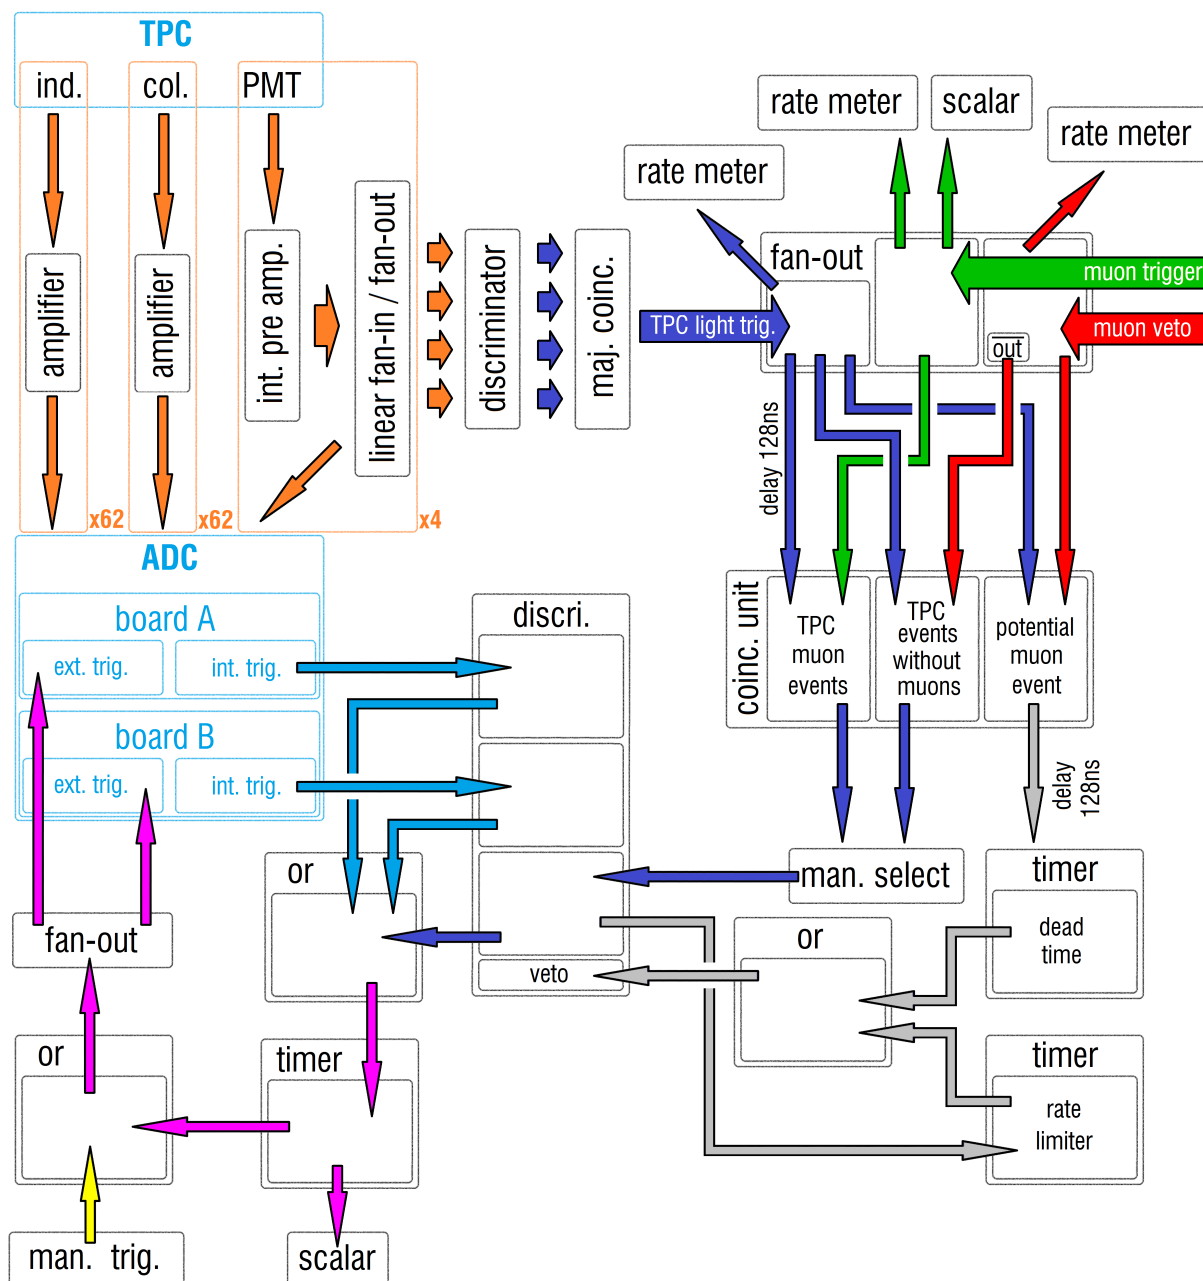 TPC
ind.
col.
PMT
amplifier
amplifier
int. pre amp.
linear fan-in / fan-out
discriminator
maj. coinc.
x62
x62
x4
rate meter
scalar
rate meter
rate meter
fan-out
muon trigger
TPC light trig.
muon veto
out
delay 128ns
coinc. unit
TPC
muon
events
TPC
events
without
muons
potential
muon
event
delay
128ns
ADC
board A
ext. trig.
int. trig.
board B
ext. trig.
int. trig.
discri.
veto
man. select
or
timer
dead
time
or
timer
rate
limiter
fan-out
or
timer
man. trig.
scalar